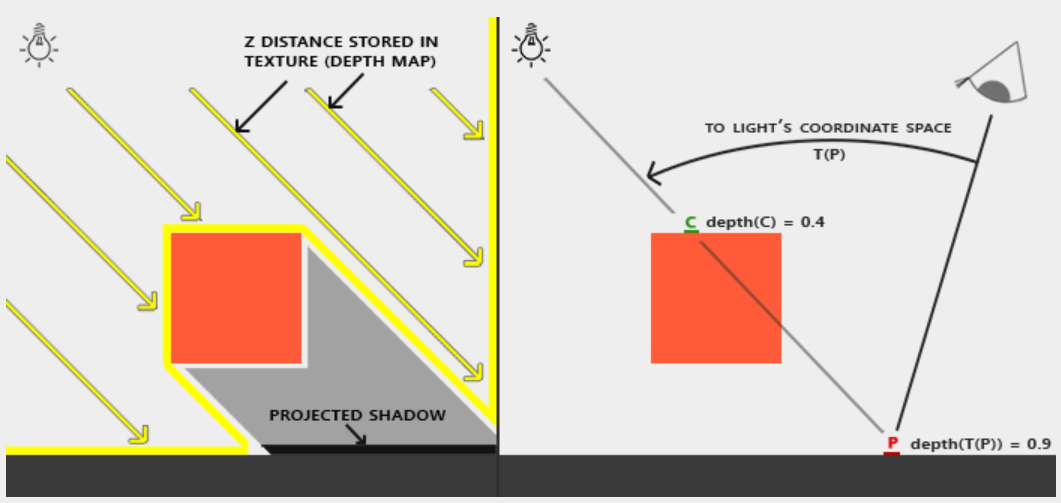 Z DISTANCE STORED IN
TEXTURE (DEPTH MAP)
PROJECTED SHADOW
TO LIGHT'S COORDINATE SPACE
T(P)
C depth(C) = 0.4
P depth(T(P)) = 0.9